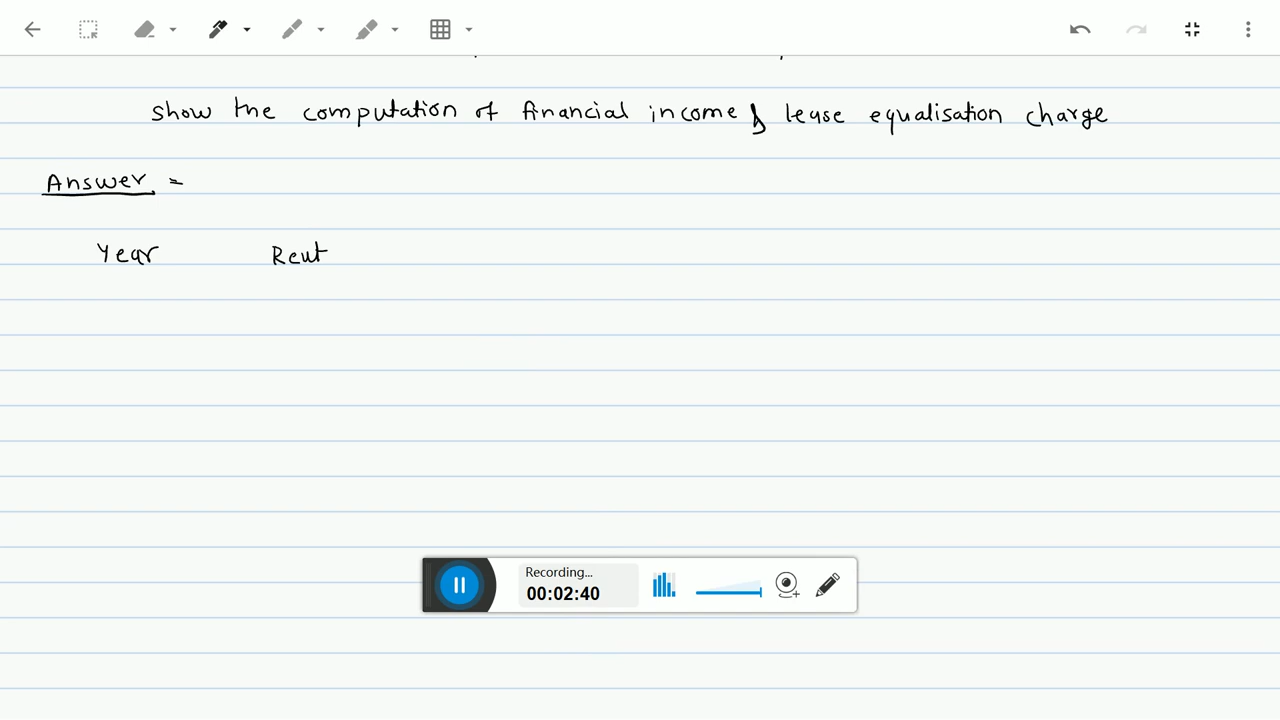 show the computation of financial income & lease equalisation charge
Answer =
Year Rent
Recording...
00:02:40